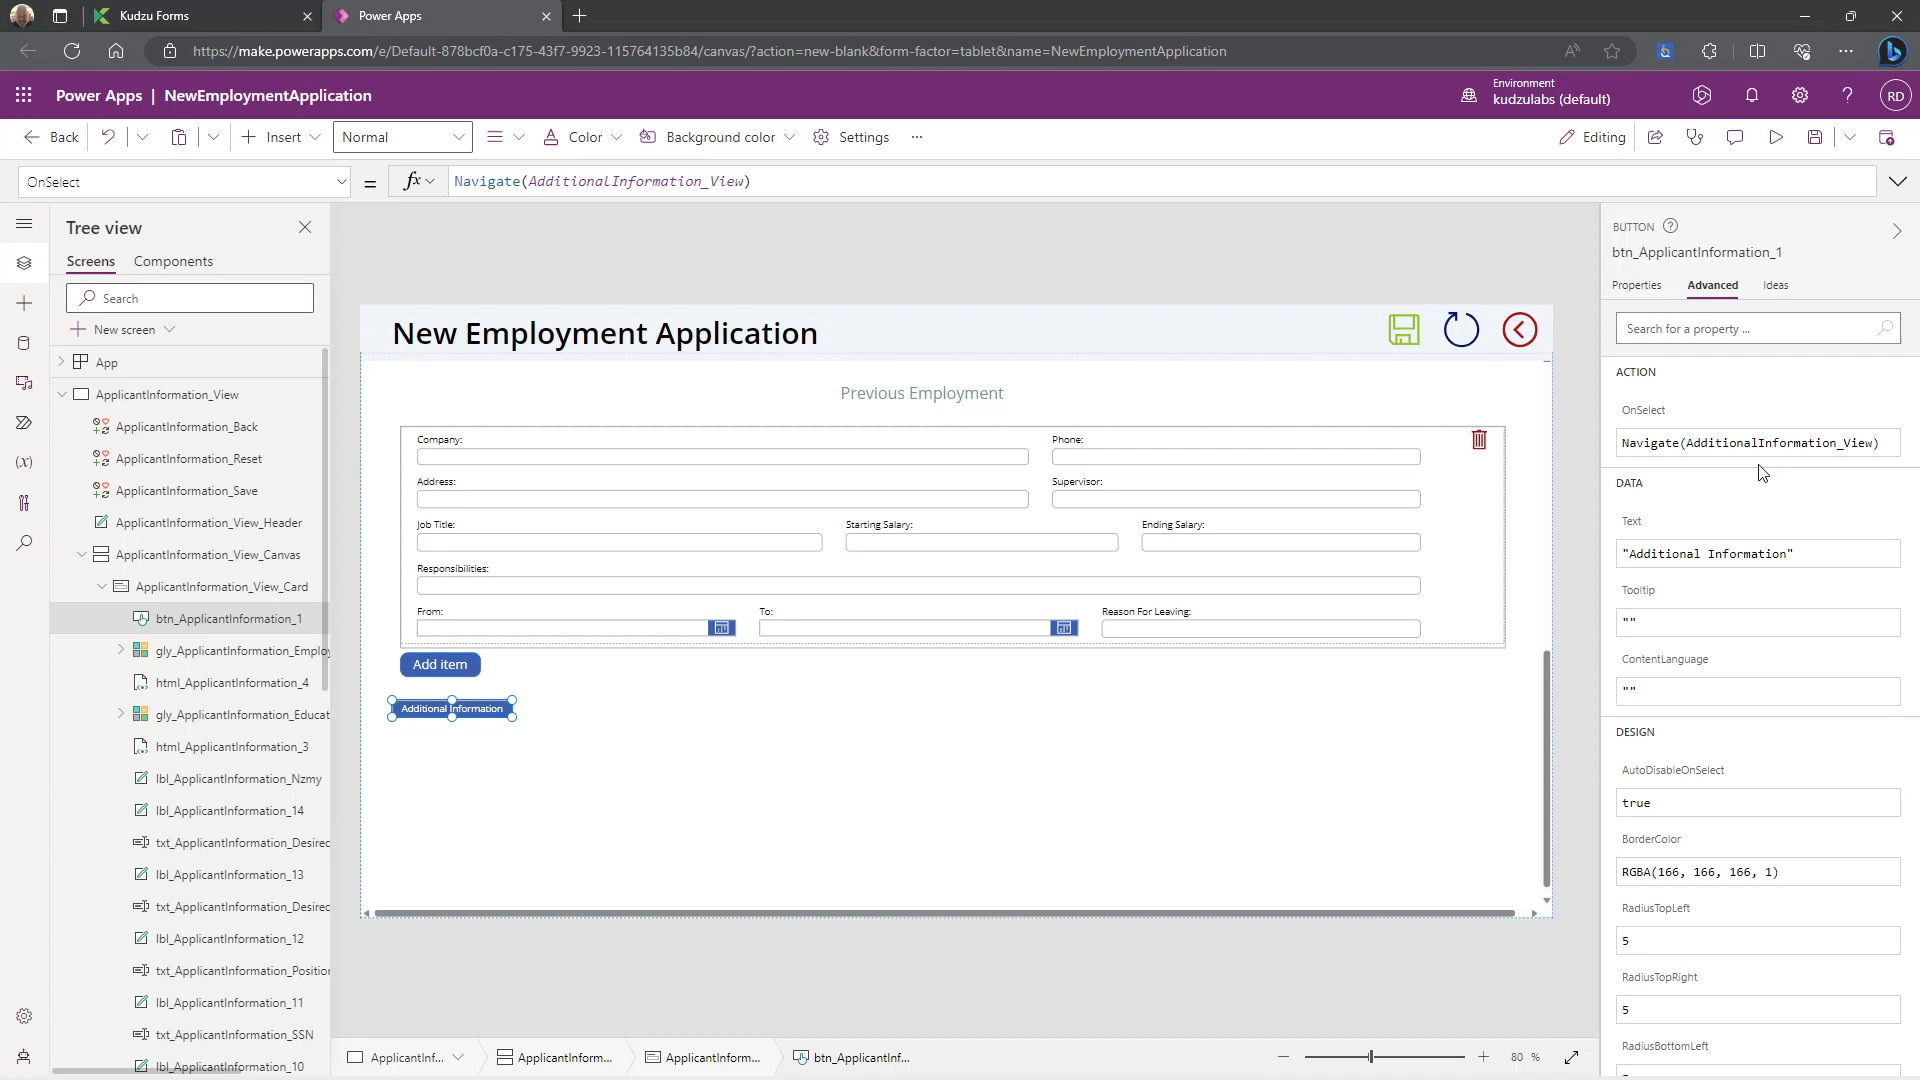 Kudzu Forms
Power Apps
https://make.powerapps.com/e/Default-878bcf0a-c175-43f7-9923-115764135b84/canvas/?action=new-blank&form-factor=tablet&name=NewEmploymentApplication
Power Apps | NewEmploymentApplication
Environment
kudzulabs (default)
RD
Back
Insert
Normal
Color
Background color
Settings
Editing
OnSelect
=
fx
Navigate(AdditionalInformation_View)
Tree view
Screens
Components
Search
New screen
App
ApplicantInformation_View
ApplicantInformation_Back
ApplicantInformation_Reset
ApplicantInformation_Save
ApplicantInformation_View_Header
ApplicantInformation_View_Canvas
ApplicantInformation_View_Card
btn_ApplicantInformation_1
gly_ApplicantInformation_Employ
html_ApplicantInformation_4
gly_ApplicantInformation_Educat
html_ApplicantInformation_3
lbl_ApplicantInformation_Nzmy
lbl_ApplicantInformation_14
txt_ApplicantInformation_Desired
lbl_ApplicantInformation_13
txt_ApplicantInformation_Desired
lbl_ApplicantInformation_12
txt_ApplicantInformation_Position
lbl_ApplicantInformation_11
txt_ApplicantInformation_SSN
lbl_ApplicantInformation_10
New Employment Application
Previous Employment
Company:
Phone:
Address:
Supervisor:
Job Title:
Starting Salary:
Ending Salary:
Responsibilities:
From:
To:
Reason For Leaving:
Add item
Additional Information
ApplicantInf...
ApplicantInform...
ApplicantInform...
btn_ApplicantInf...
80 %
BUTTON
btn_ApplicantInformation_1
Properties
Advanced
Ideas
Search for a property ...
ACTION
OnSelect
Navigate(AdditionalInformation_View)
DATA
Text
"Additional Information"
Tooltip
""
ContentLanguage
""
DESIGN
AutoDisableOnSelect
true
BorderColor
RGBA(166, 166, 166, 1)
RadiusTopLeft
5
RadiusTopRight
5
RadiusBottomLeft